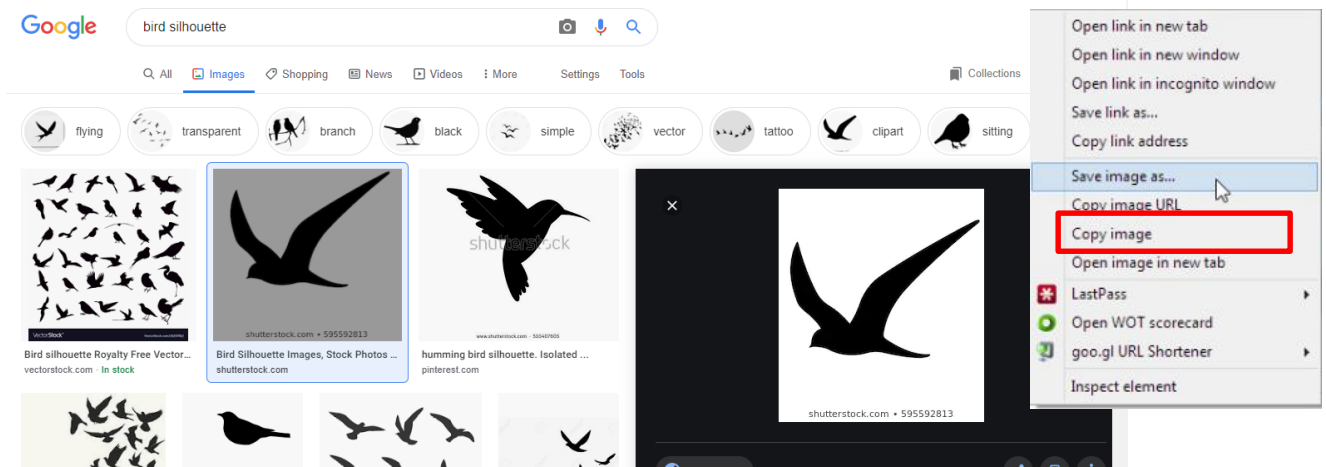 Google
bird silhouette
All Images Shopping News Videos More Settings Tools
Collections
flying transparent branch black simple vector tattoo clipart sitting
VectorStock
shutterstock.com • 595592813
shutterstock
www.shutterstock.com
Bird silhouette Royalty Free Vector...
vectorstock.com · In stock
Bird Silhouette Images, Stock Photos ...
shutterstock.com
humming bird silhouette. Isolated ...
pinterest.com
shutterstock.com • 595592813
Open link in new tab
Open link in new window
Open link in incognito window
Save link as...
Copy link address
Save image as...
Copy image URL
Copy image
Open image in new tab
LastPass
Open WOT scorecard
goo.gl URL Shortener
Inspect element